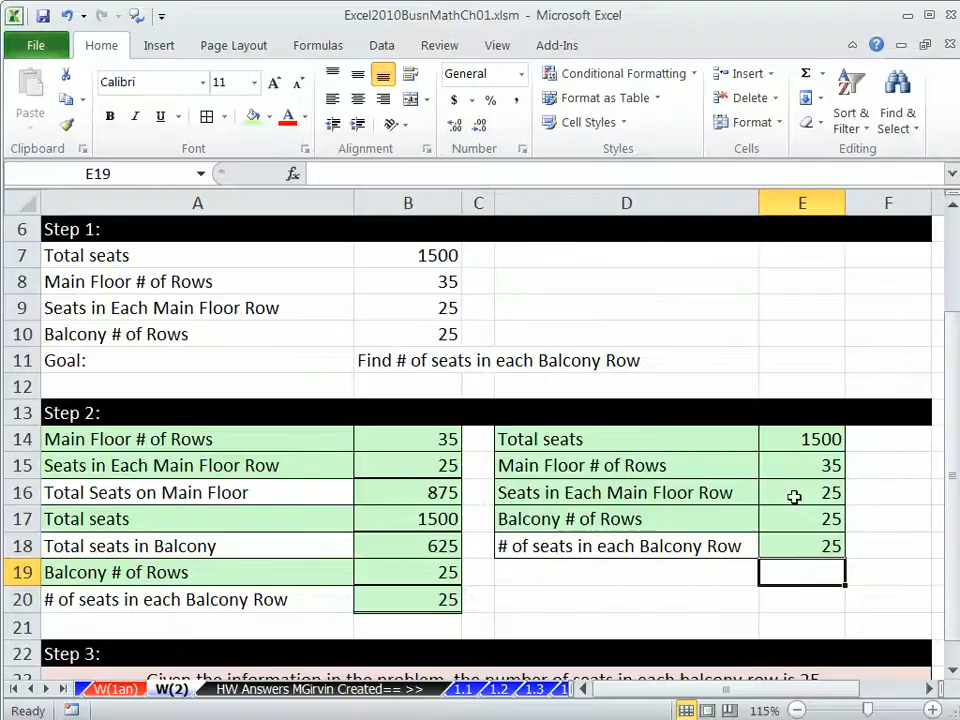 Excel2010BusnMathCh01.xlsm - Microsoft Excel
File Home Insert Page Layout Formulas Data Review View Add-Ins
Calibri 11 General Conditional Formatting Insert Σ
Paste Format as Table Delete Sort & Find &
B I U A $ % , Cell Styles Format Filter Select
Clipboard Font Alignment Number Styles Cells Editing
E19 fx
A B C D E F
6 Step 1:
7 Total seats 1500
8 Main Floor # of Rows 35
9 Seats in Each Main Floor Row 25
10 Balcony # of Rows 25
11 Goal: Find # of seats in each Balcony Row
12
13 Step 2:
14 Main Floor # of Rows 35 Total seats 1500
15 Seats in Each Main Floor Row 25 Main Floor # of Rows 35
16 Total Seats on Main Floor 875 Seats in Each Main Floor Row 25
17 Total seats 1500 Balcony # of Rows 25
18 Total seats in Balcony 625 # of seats in each Balcony Row 25
19 Balcony # of Rows 25
20 # of seats in each Balcony Row 25
21
22 Step 3:
23 Given the information in the problem, the number of seats in each balcony row is 25
W(1an) W(2) HW Answers MGirvin Created== >> 1.1 1.2 1.3 1
Ready 115%